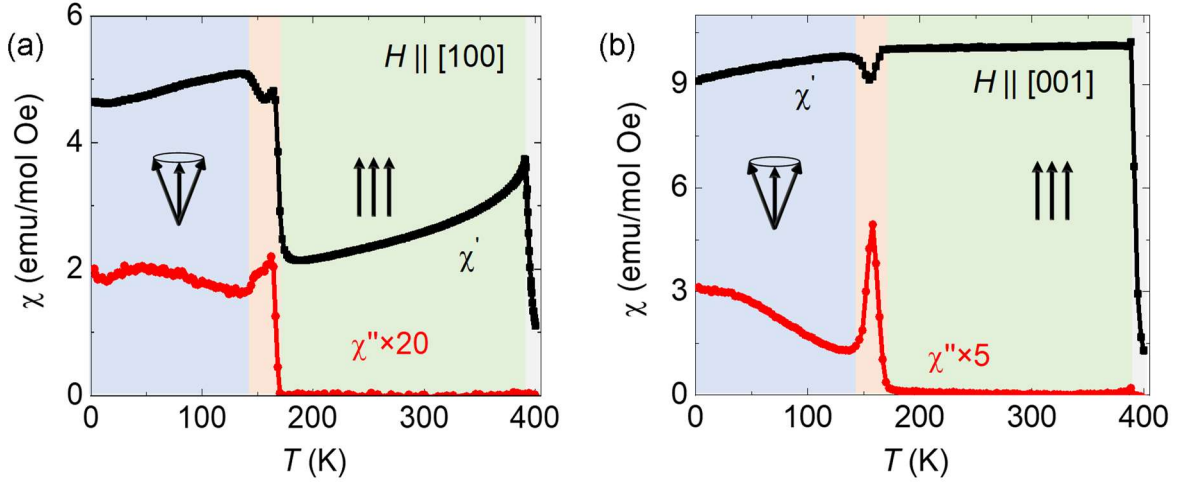 (a)
6
4
2
0
χ (emu/mol Oe)
H || [100]
χ'
χ''×20
0 100 200 300 400
T (K)
(b)
9
6
3
0
χ (emu/mol Oe)
χ'
H || [001]
χ''×5
0 100 200 300 400
T (K)